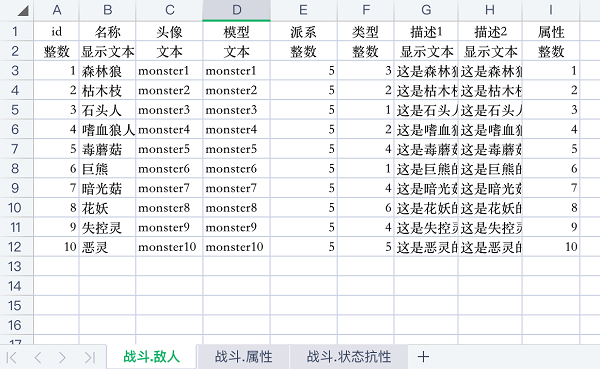 A B C D E F G H I
1 id 名称 头像 模型 派系 类型 描述1 描述2 属性
2 整数 显示文本 文本 文本 整数 整数 显示文本 显示文本 整数
3 1 森林狼 monster1 monster1 5 3 这是森林狼 这是森林狼 1
4 2 枯木枝 monster2 monster2 5 2 这是枯木枝 这是枯木枝 2
5 3 石头人 monster3 monster3 5 1 这是石头人 这是石头人 3
6 4 嗜血狼人 monster4 monster4 5 2 这是嗜血狼 这是嗜血狼 4
7 5 毒蘑菇 monster5 monster5 5 4 这是毒蘑菇 这是毒蘑菇 5
8 6 巨熊 monster6 monster6 5 1 这是巨熊的 这是巨熊的 6
9 7 暗光菇 monster7 monster7 5 4 这是暗光菇 这是暗光菇 7
10 8 花妖 monster8 monster8 5 6 这是花妖的 这是花妖的 8
11 9 失控灵 monster9 monster9 5 4 这是失控灵 这是失控灵 9
12 10 恶灵 monster10 monster10 5 5 这是恶灵的 这是恶灵的 10
13
14
15
16
战斗.敌人 战斗.属性 战斗.状态抗性